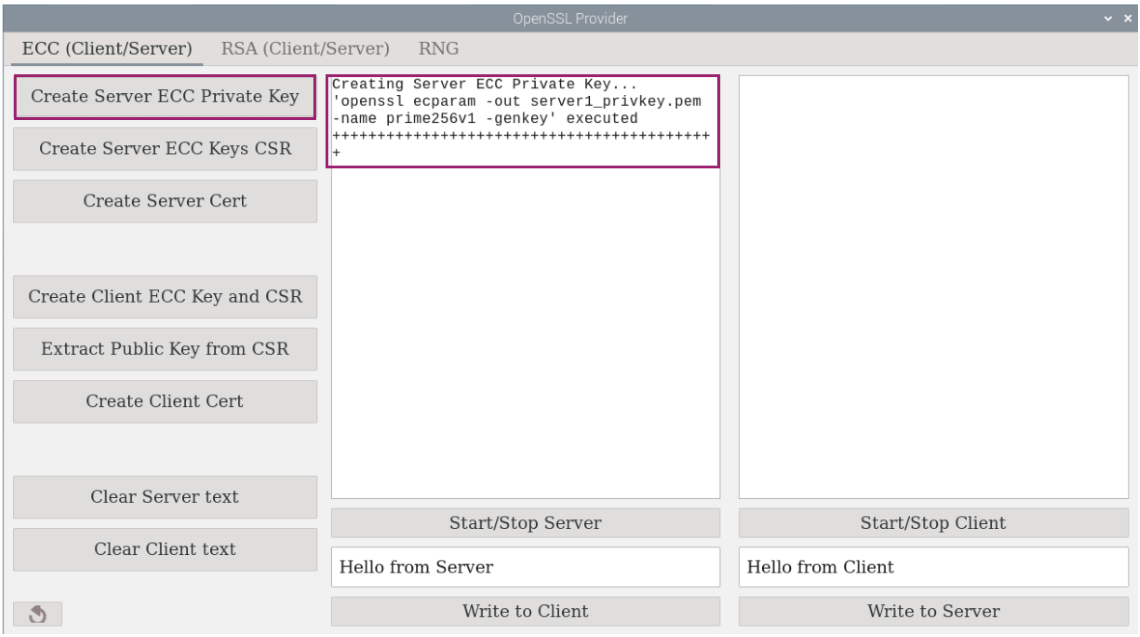 OpenSSL Provider
ECC (Client/Server) RSA (Client/Server) RNG
Create Server ECC Private Key
Create Server ECC Keys CSR
Create Server Cert
Create Client ECC Key and CSR
Extract Public Key from CSR
Create Client Cert
Clear Server text
Clear Client text
Creating Server ECC Private Key...
'openssl ecparam -out server1_privkey.pem
-name prime256v1 -genkey' executed
++++++++++++++++++++++++++++++++++++++++++
+
Start/Stop Server
Hello from Server
Write to Client
Start/Stop Client
Hello from Client
Write to Server